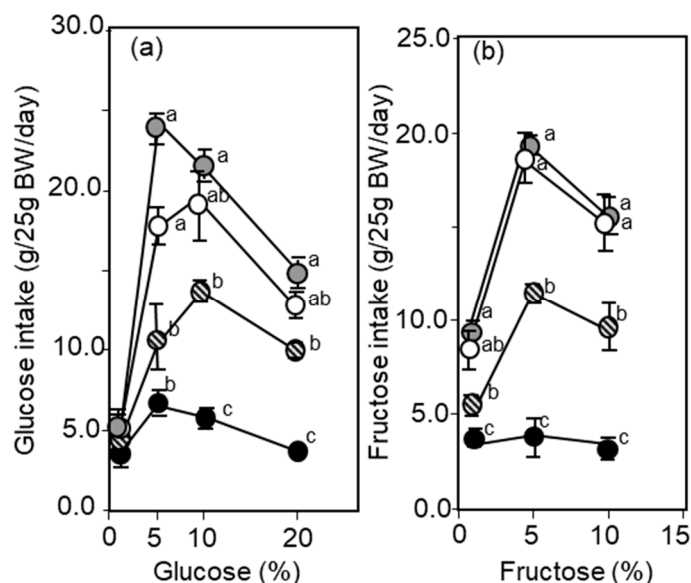 (a)
Glucose intake (g/25g BW/day)
30.0
20.0
10.0
5.0
0.0
a
a
a
a
ab
ab
b
b
b
b
c
c
0
5
10
20
Glucose (%)
(b)
Fructose intake (g/25g BW/day)
25.0
20.0
10.0
5.0
0.0
a
a
a
a
a
ab
b
b
b
c
c
c
0
5
10
15
Fructose (%)